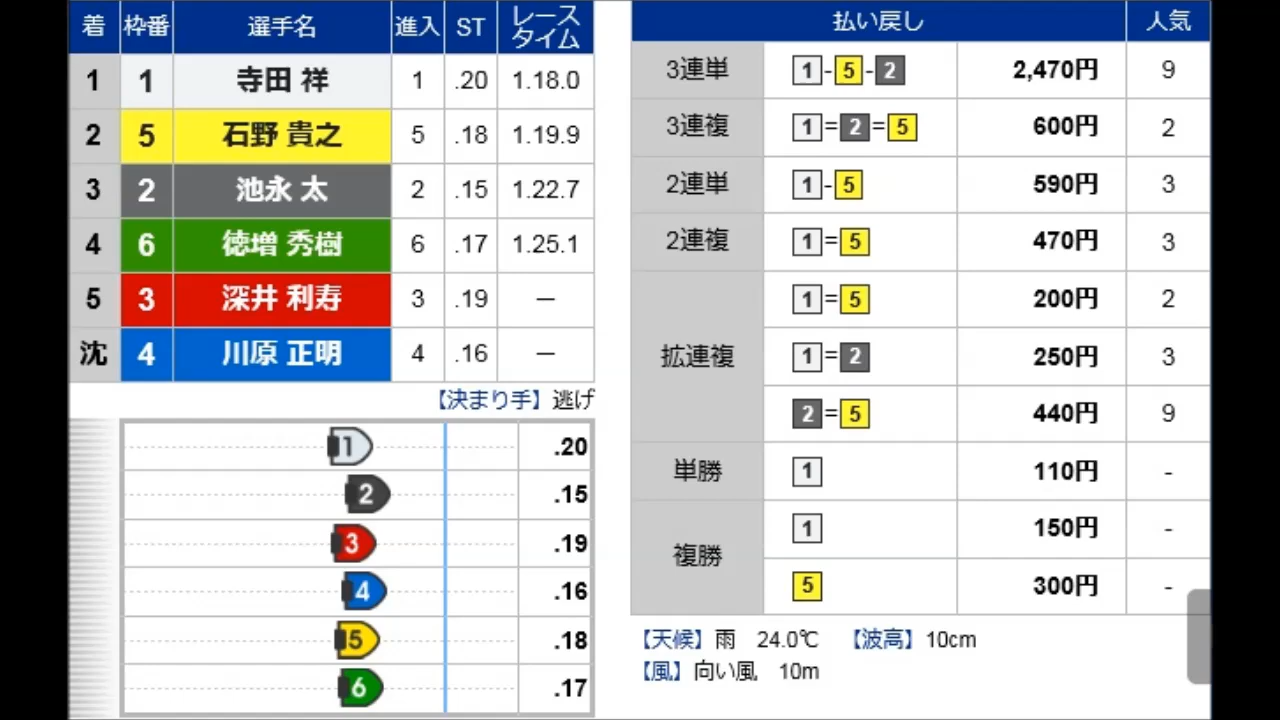 着 枠番 選手名 進入 ST レースタイム
1 1 寺田 祥 1 .20 1.18.0
2 5 石野 貴之 5 .18 1.19.9
3 2 池永 太 2 .15 1.22.7
4 6 徳増 秀樹 6 .17 1.25.1
5 3 深井 利寿 3 .19 —
沈 4 川原 正明 4 .16 —
【決まり手】逃げ
1 .20
2 .15
3 .19
4 .16
5 .18
6 .17
払い戻し 人気
3連単 1-5-2 2,470円 9
3連複 1=2=5 600円 2
2連単 1-5 590円 3
2連複 1=5 470円 3
拡連複 1=5 200円 2
1=2 250円 3
2=5 440円 9
単勝 1 110円 -
複勝 1 150円 -
5 300円 -
【天候】雨 24.0℃ 【波高】10cm
【風】向い風 10m